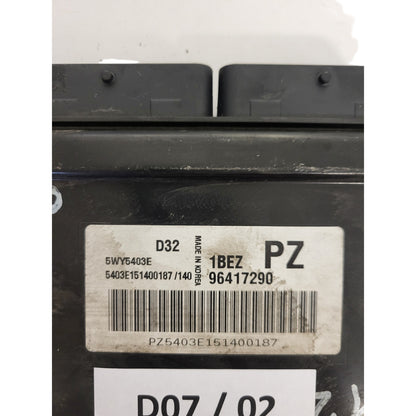 D32 MADE IN KOREA 1BEZ PZ
5WY5403E
5403E151400187/140 96417290
PZ5403E151400187
D07 / 02